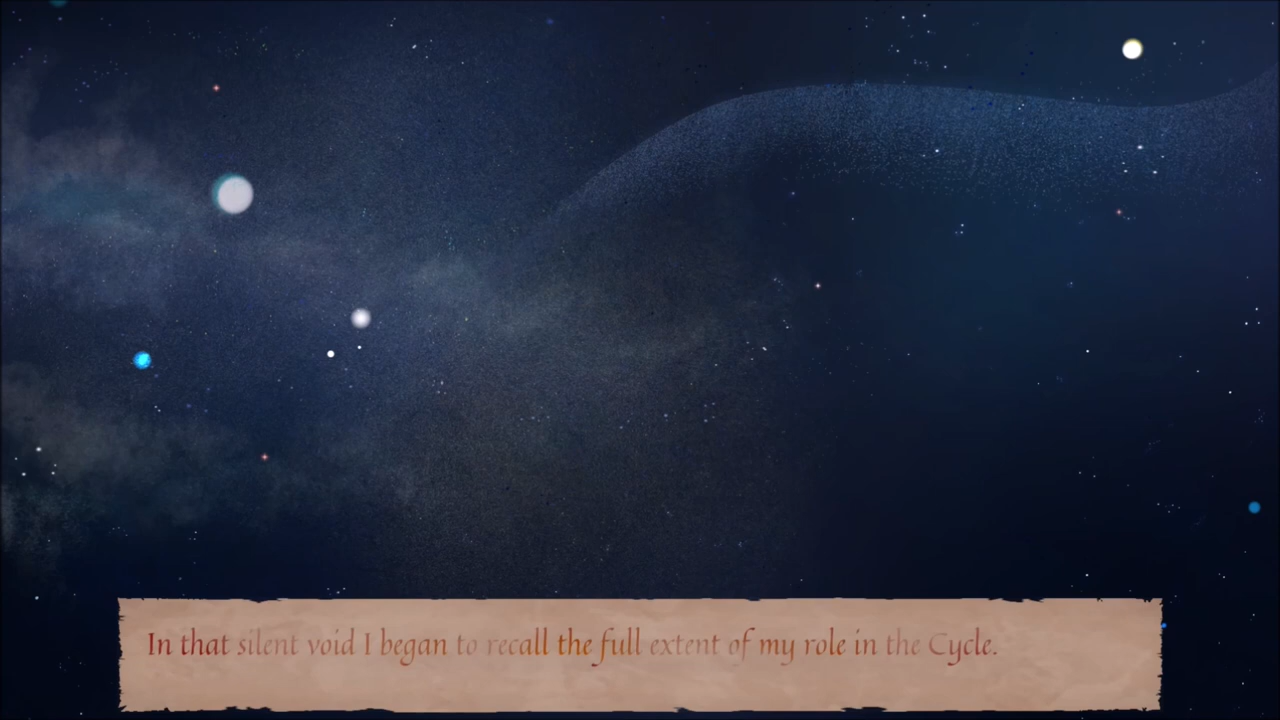 In that silent void I began to recall the full extent of my role in the Cycle.